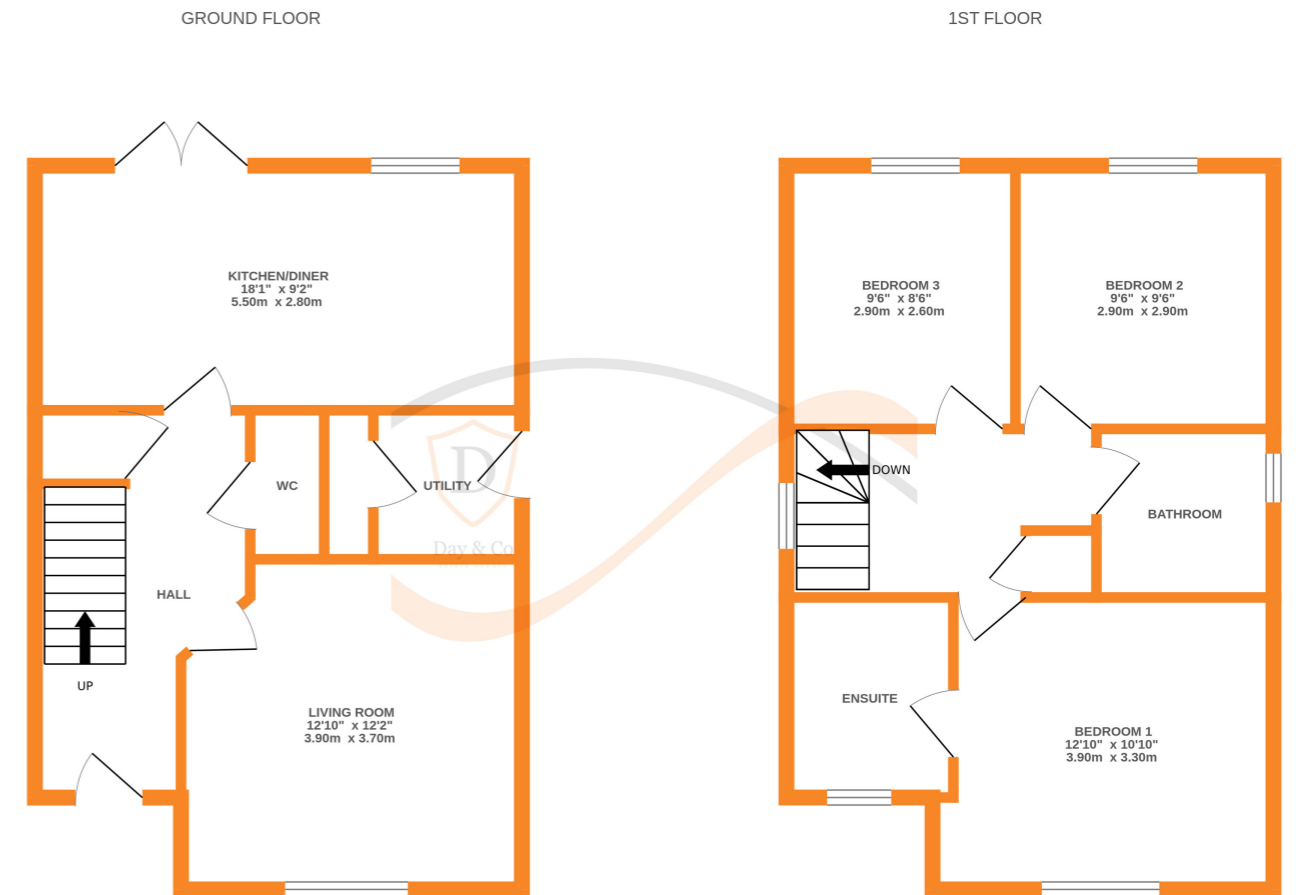 GROUND FLOOR
KITCHEN/DINER
18'1" x 9'2"
5.50m x 2.80m
WC
UTILITY
D
Day & Co
HALL
UP
LIVING ROOM
12'10" x 12'2"
3.90m x 3.70m
1ST FLOOR
BEDROOM 3
9'6" x 8'6"
2.90m x 2.60m
BEDROOM 2
9'6" x 9'6"
2.90m x 2.90m
DOWN
BATHROOM
ENSUITE
BEDROOM 1
12'10" x 10'10"
3.90m x 3.30m